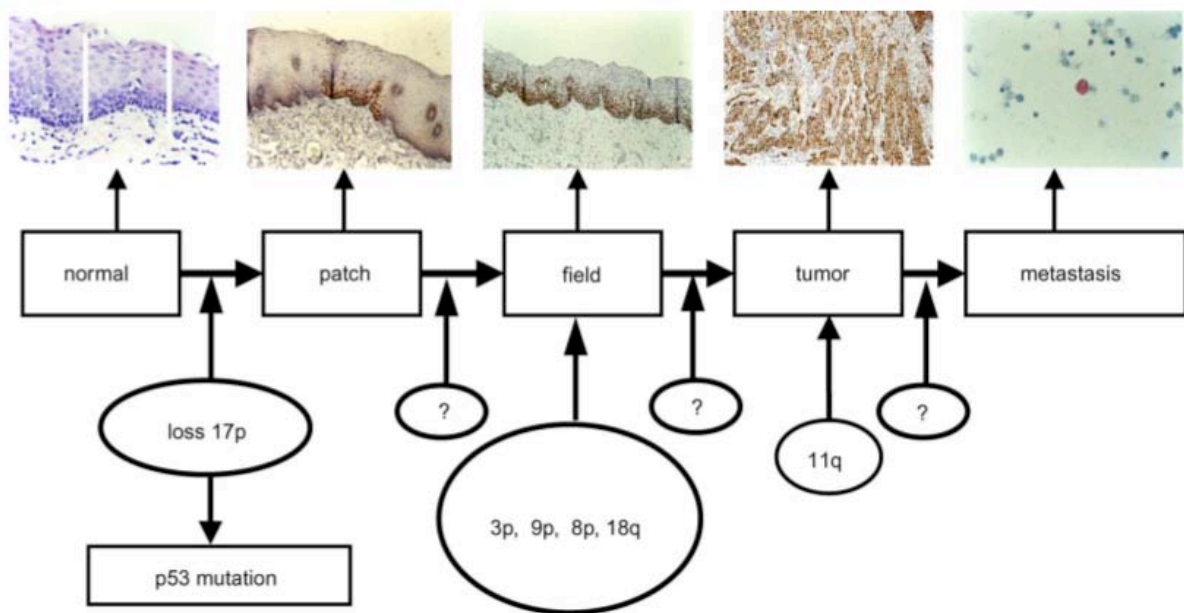 normal
patch
field
tumor
metastasis
loss 17p
?
?
?
11q
3p, 9p, 8p, 18q
p53 mutation